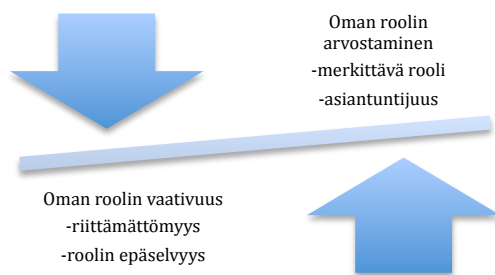 Oman roolin
arvostaminen
-merkittävä rooli
-asiantuntijuus
Oman roolin vaativuus
-riittämättömyys
-roolin epäselvyys